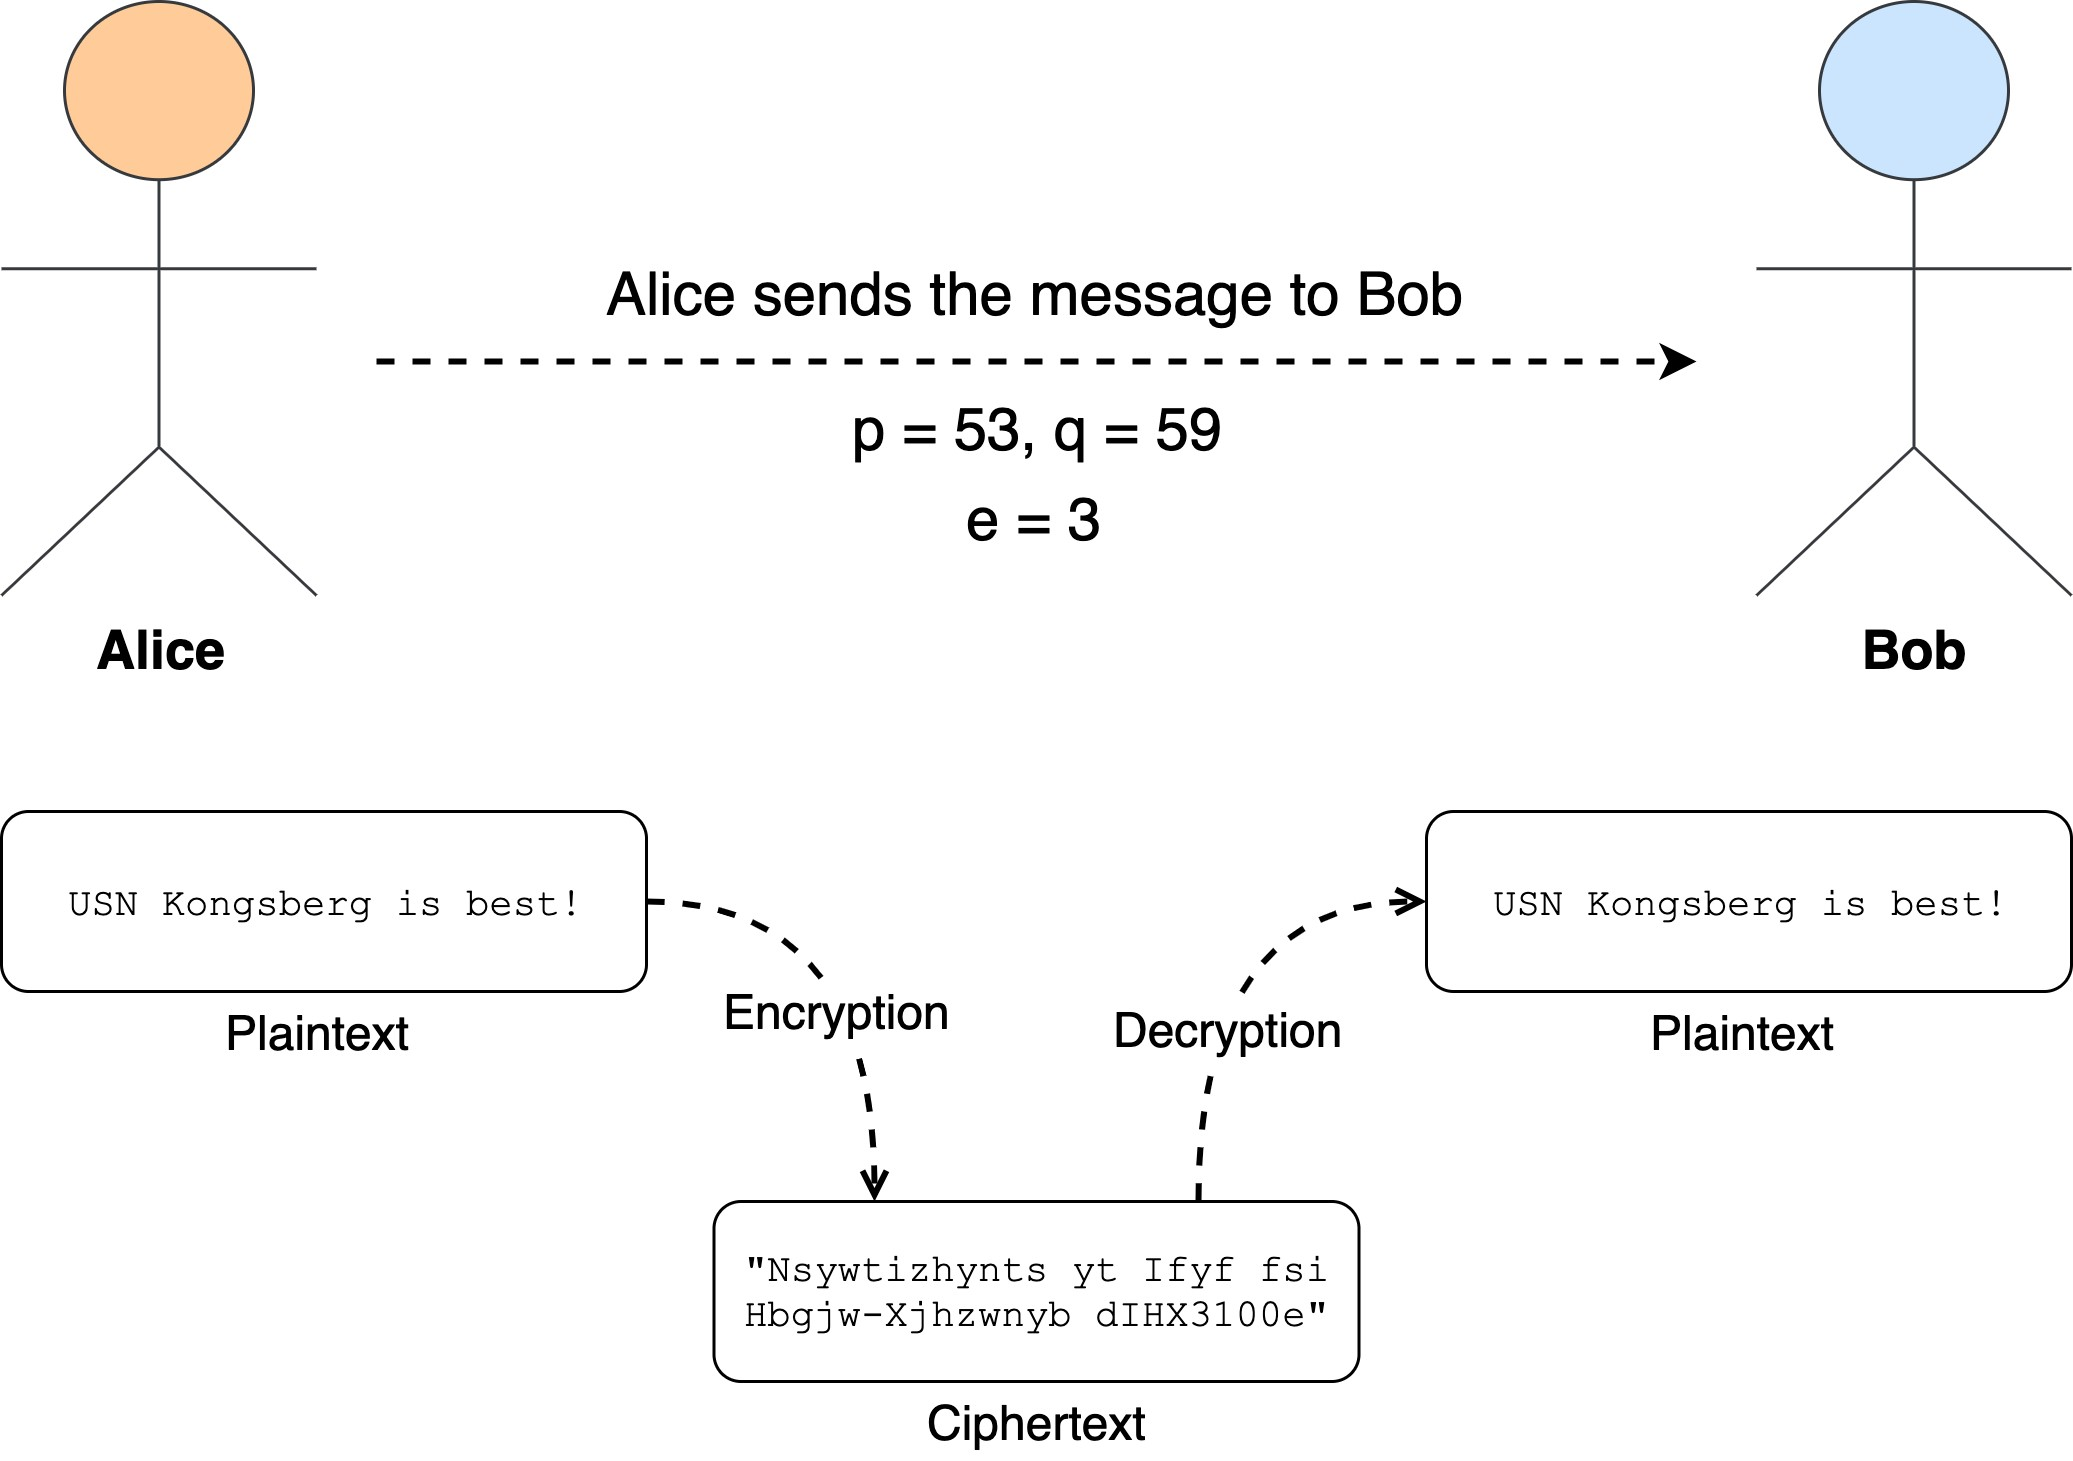 Alice sends the message to Bob
p = 53, q = 59
e = 3
Alice
Bob
USN Kongsberg is best!
Plaintext
Encryption
Decryption
USN Kongsberg is best!
Plaintext
"Nsywtizhynts yt Ifyf fsi
Hbgjw-Xjhzwnyb dIHX3100e"
Ciphertext